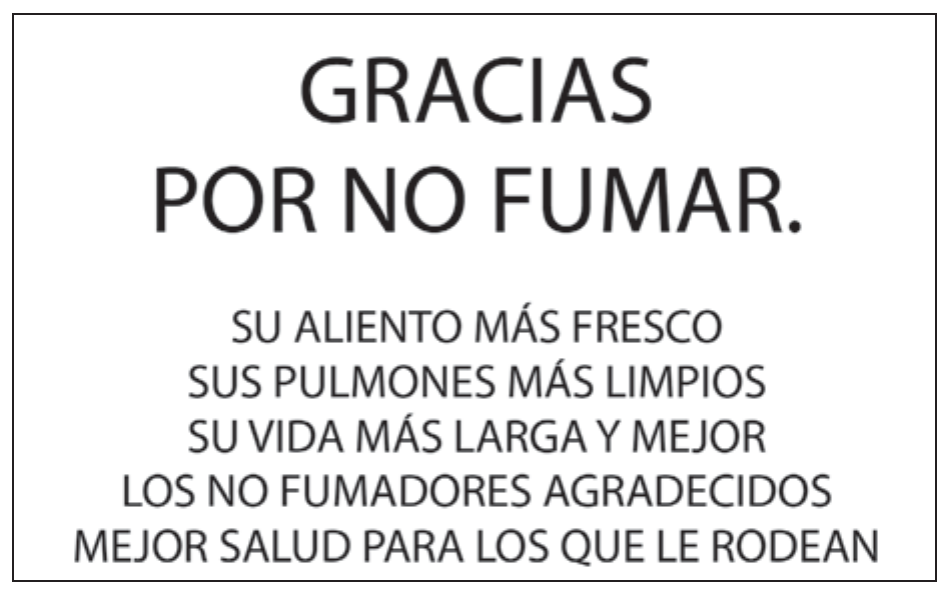 GRACIAS
POR NO FUMAR.
SU ALIENTO MÁS FRESCO
SUS PULMONES MÁS LIMPIOS
SU VIDA MÁS LARGA Y MEJOR
LOS NO FUMADORES AGRADECIDOS
MEJOR SALUD PARA LOS QUE LE RODEAN